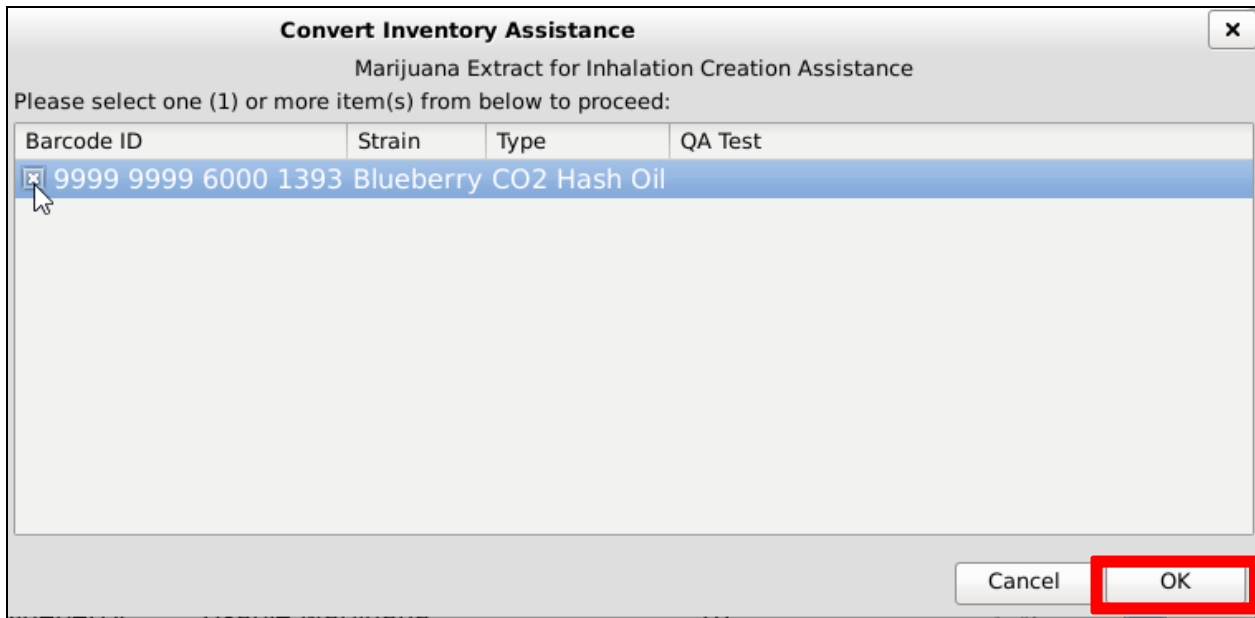 Convert Inventory Assistance
Marijuana Extract for Inhalation Creation Assistance
Please select one (1) or more item(s) from below to proceed:
Barcode ID Strain Type QA Test
9999 9999 6000 1393 Blueberry CO2 Hash Oil
Cancel OK